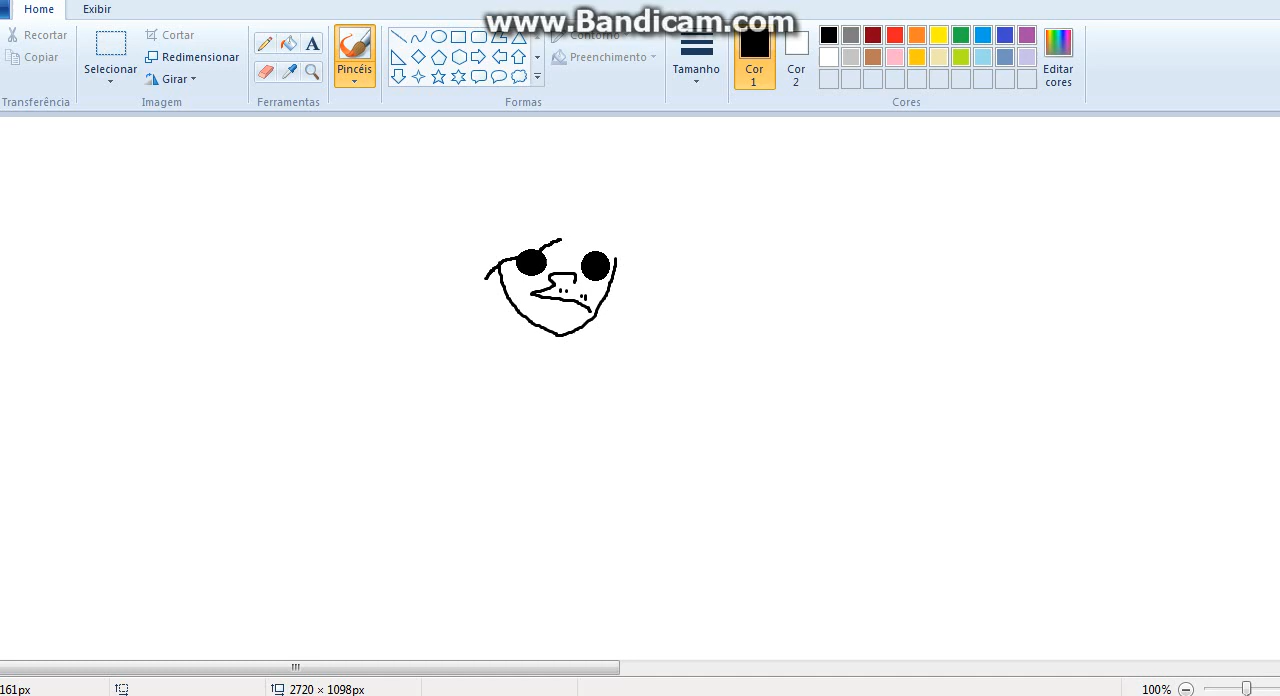 Home Exibir
www.Bandicam.com
Recortar
Copiar
Transferência
Selecionar
Cortar
Redimensionar
Girar
Imagem
A
Ferramentas
Pincéis
Contorno
Preenchimento
Formas
Tamanho
Cor
1
Cor
2
Cores
Editar
cores
161px
2720 × 1098px
100%